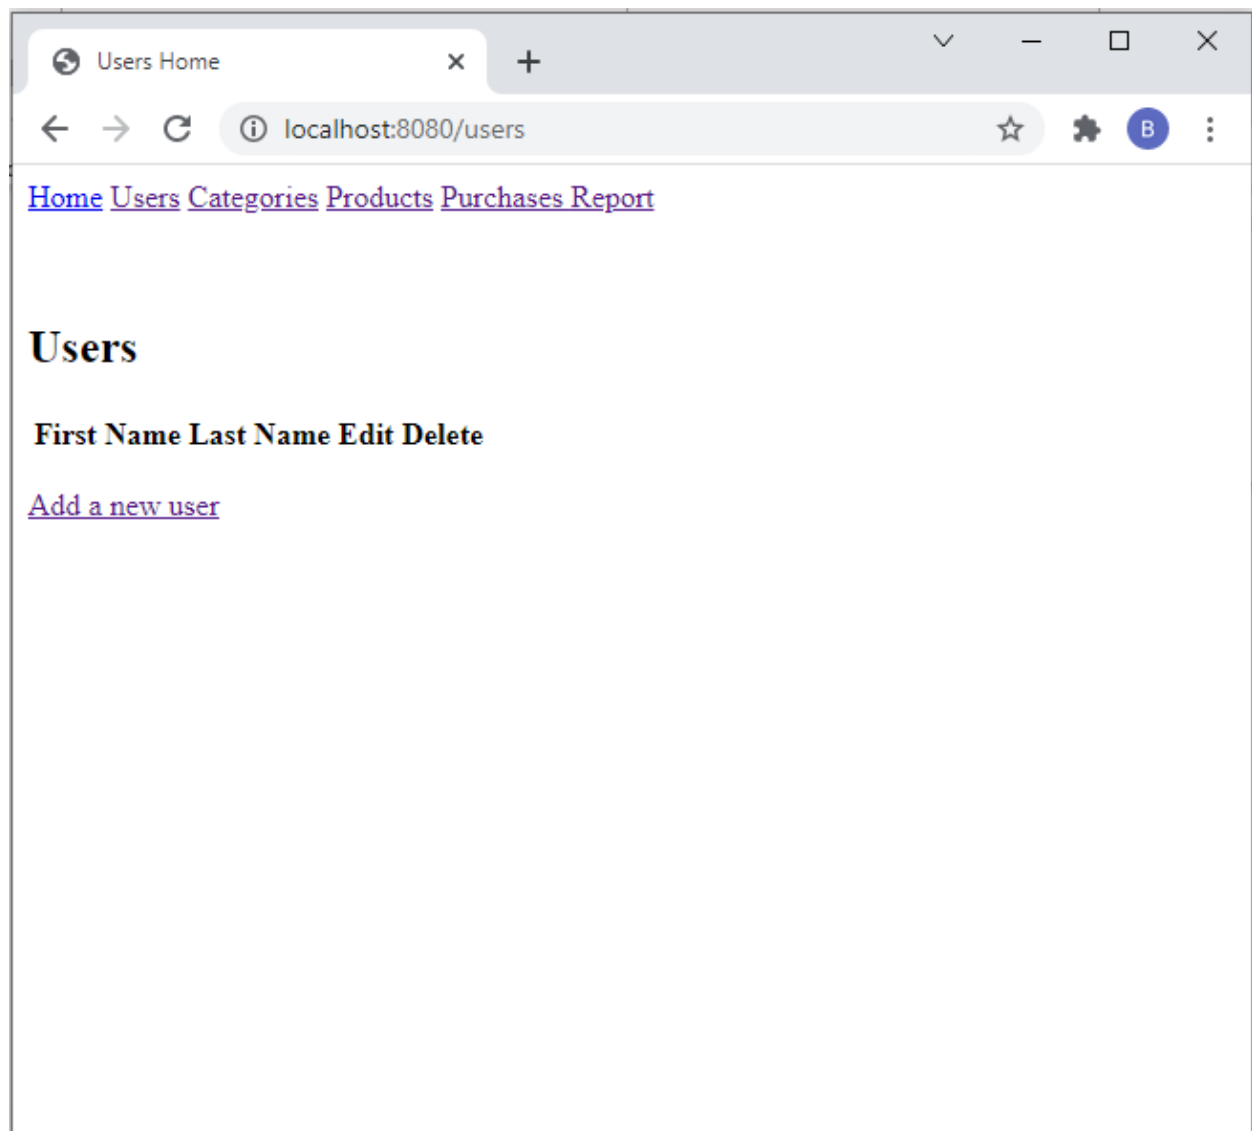 Users Home
localhost:8080/users
B
Home Users Categories Products Purchases Report
Users
First Name Last Name Edit Delete
Add a new user